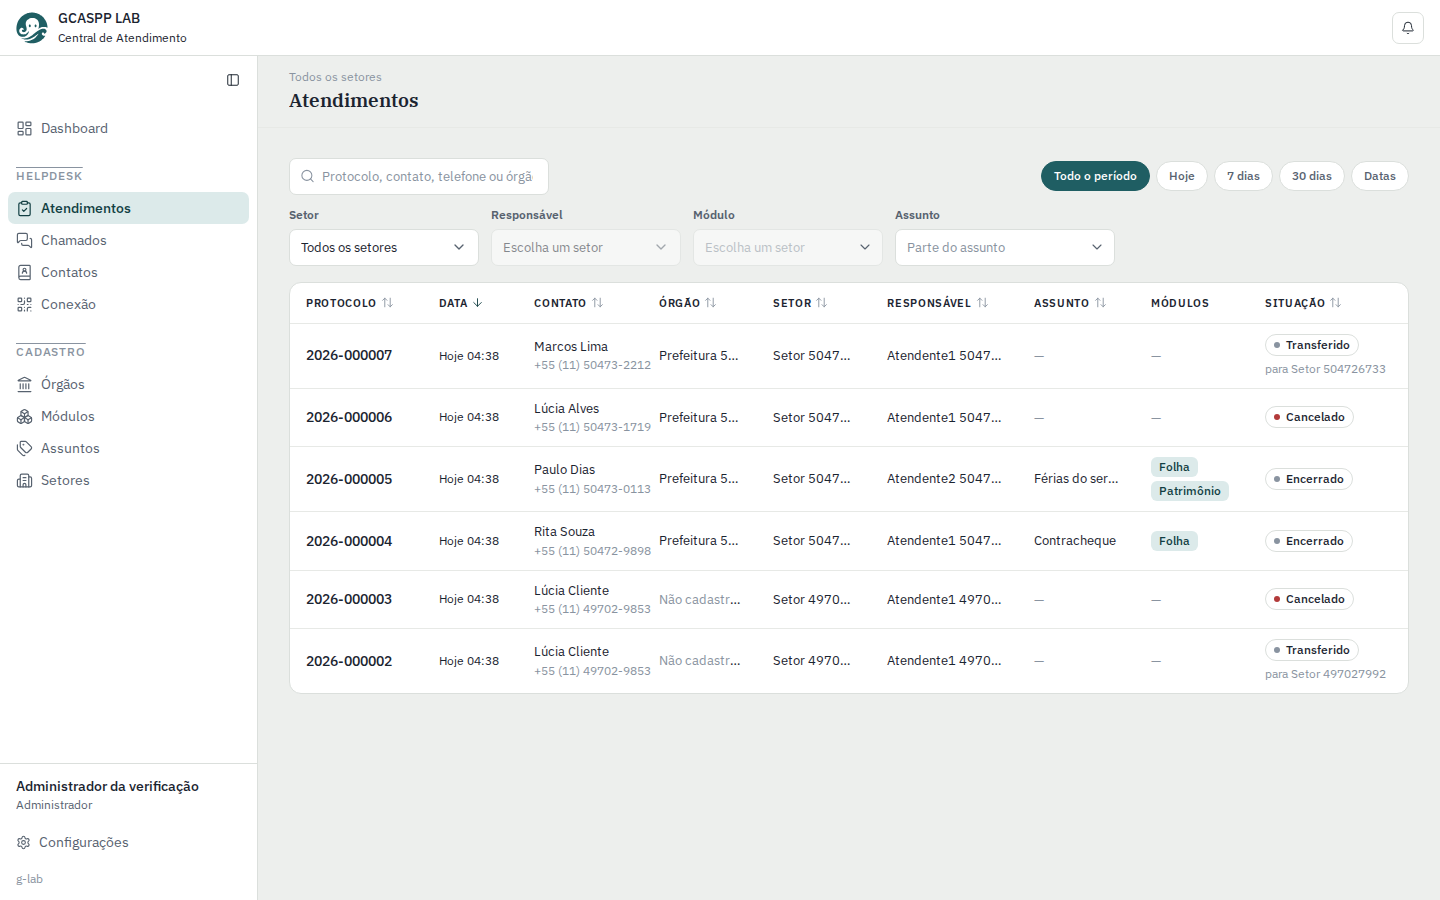 GCASPP LAB
Central de Atendimento
Dashboard
HELPDESK
Atendimentos
Chamados
Contatos
Conexão
CADASTRO
Órgãos
Módulos
Assuntos
Setores
Administrador da verificação
Administrador
Configurações
g-lab
Todos os setores
Atendimentos
Protocolo, contato, telefone ou órgã
Todo o período Hoje 7 dias 30 dias Datas
Setor Responsável Módulo Assunto
Todos os setores Escolha um setor Escolha um setor Parte do assunto
PROTOCOLO DATA CONTATO ÓRGÃO SETOR RESPONSÁVEL ASSUNTO MÓDULOS SITUAÇÃO
2026-000007 Hoje 04:38 Marcos Lima Prefeitura 5... Setor 5047... Atendente1 5047... — — Transferido
+55 (11) 50473-2212 para Setor 504726733
2026-000006 Hoje 04:38 Lúcia Alves Prefeitura 5... Setor 5047... Atendente1 5047... — — Cancelado
+55 (11) 50473-1719
2026-000005 Hoje 04:38 Paulo Dias Prefeitura 5... Setor 5047... Atendente2 5047... Férias do ser... Folha Encerrado
+55 (11) 50473-0113 Patrimônio
2026-000004 Hoje 04:38 Rita Souza Prefeitura 5... Setor 5047... Atendente1 5047... Contracheque Folha Encerrado
+55 (11) 50472-9898
2026-000003 Hoje 04:38 Lúcia Cliente Não cadastr... Setor 4970... Atendente1 4970... — — Cancelado
+55 (11) 49702-9853
2026-000002 Hoje 04:38 Lúcia Cliente Não cadastr... Setor 4970... Atendente1 4970... — — Transferido
+55 (11) 49702-9853 para Setor 497027992